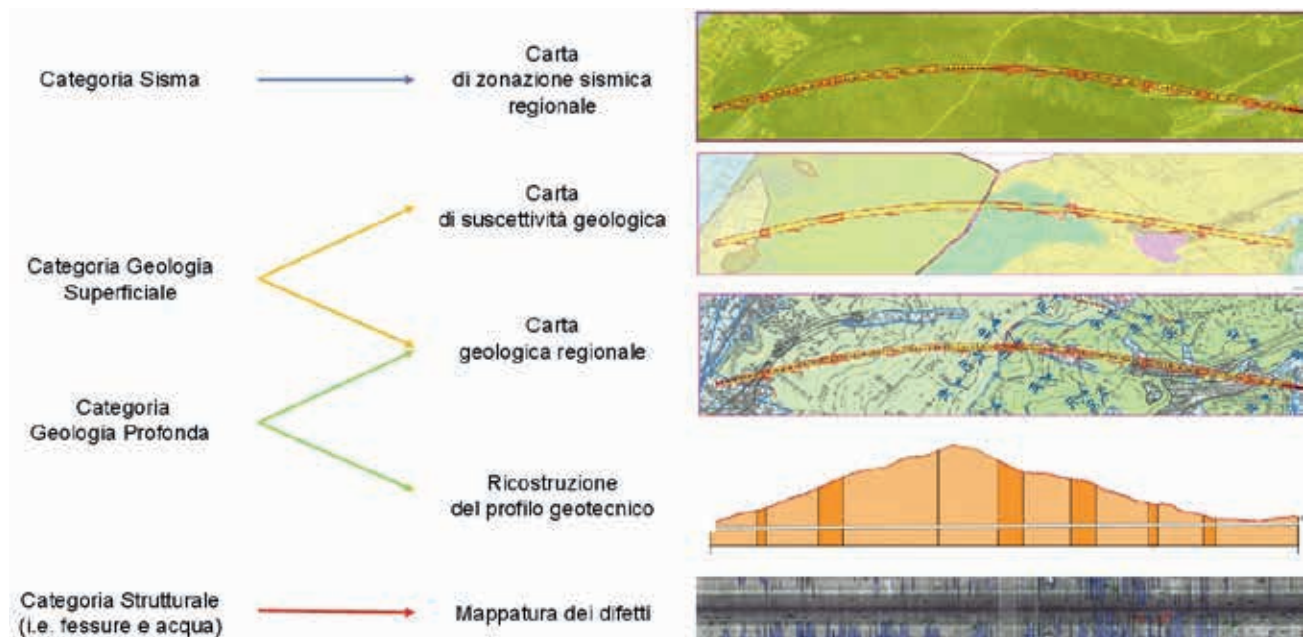 Categoria Sisma
Carta
di zonazione sismica
regionale
Carta
di suscettività geologica
Categoria Geologia
Superficiale
Carta
geologica regionale
Categoria
Geologia Profonda
Ricostruzione
del profilo geotecnico
Categoria Strutturale
(i.e. fessure e acqua)
Mappatura dei difetti